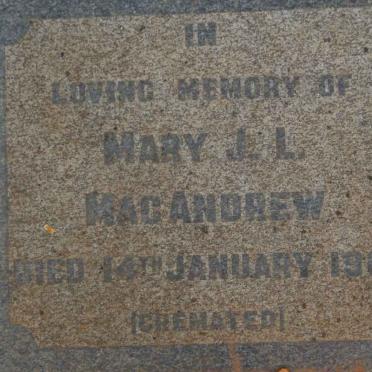 IN
LOVING MEMORY OF
MARY J. L.
MACANDREW
DIED 14TH JANUARY
[CREMATED]